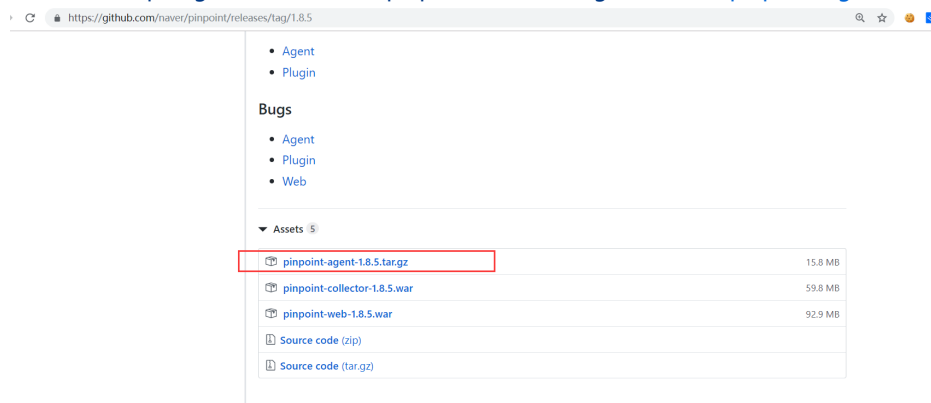 https://github.com/naver/pinpoint/releases/tag/1.8.5
Agent
Plugin
Bugs
Agent
Plugin
Web
Assets 5
pinpoint-agent-1.8.5.tar.gz 15.8 MB
pinpoint-collector-1.8.5.war 59.8 MB
pinpoint-web-1.8.5.war 92.9 MB
Source code (zip)
Source code (tar.gz)